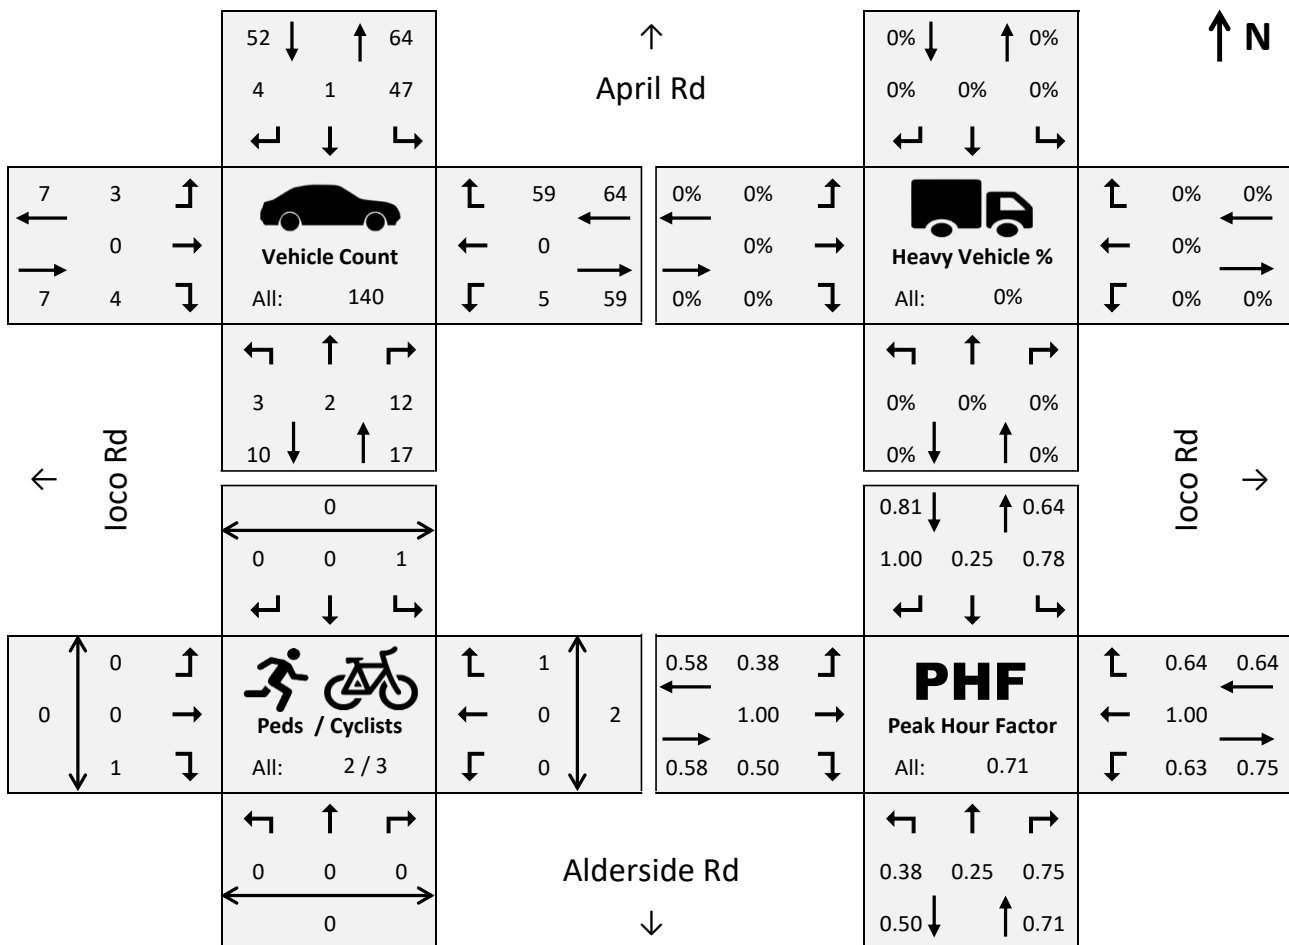 52 64
4 1 47
7 3
0
7 4
Vehicle Count
All: 140
59 64
0
5 59
3 2 12
10 17
April Rd
0% 0%
0% 0% 0%
0% 0%
0%
0% 0%
Heavy Vehicle %
All: 0%
0% 0%
0%
0% 0%
0% 0% 0%
0% 0%
N
Ioco Rd
Ioco Rd
0
0 0 1
0
0
0
1
Peds / Cyclists
All: 2 / 3
1
0
2
0
0 0 0
0
Alderside Rd
0.81 0.64
1.00 0.25 0.78
0.58 0.38
1.00
0.58 0.50
PHF
Peak Hour Factor
All: 0.71
0.64 0.64
1.00
0.63 0.75
0.38 0.25 0.75
0.50 0.71